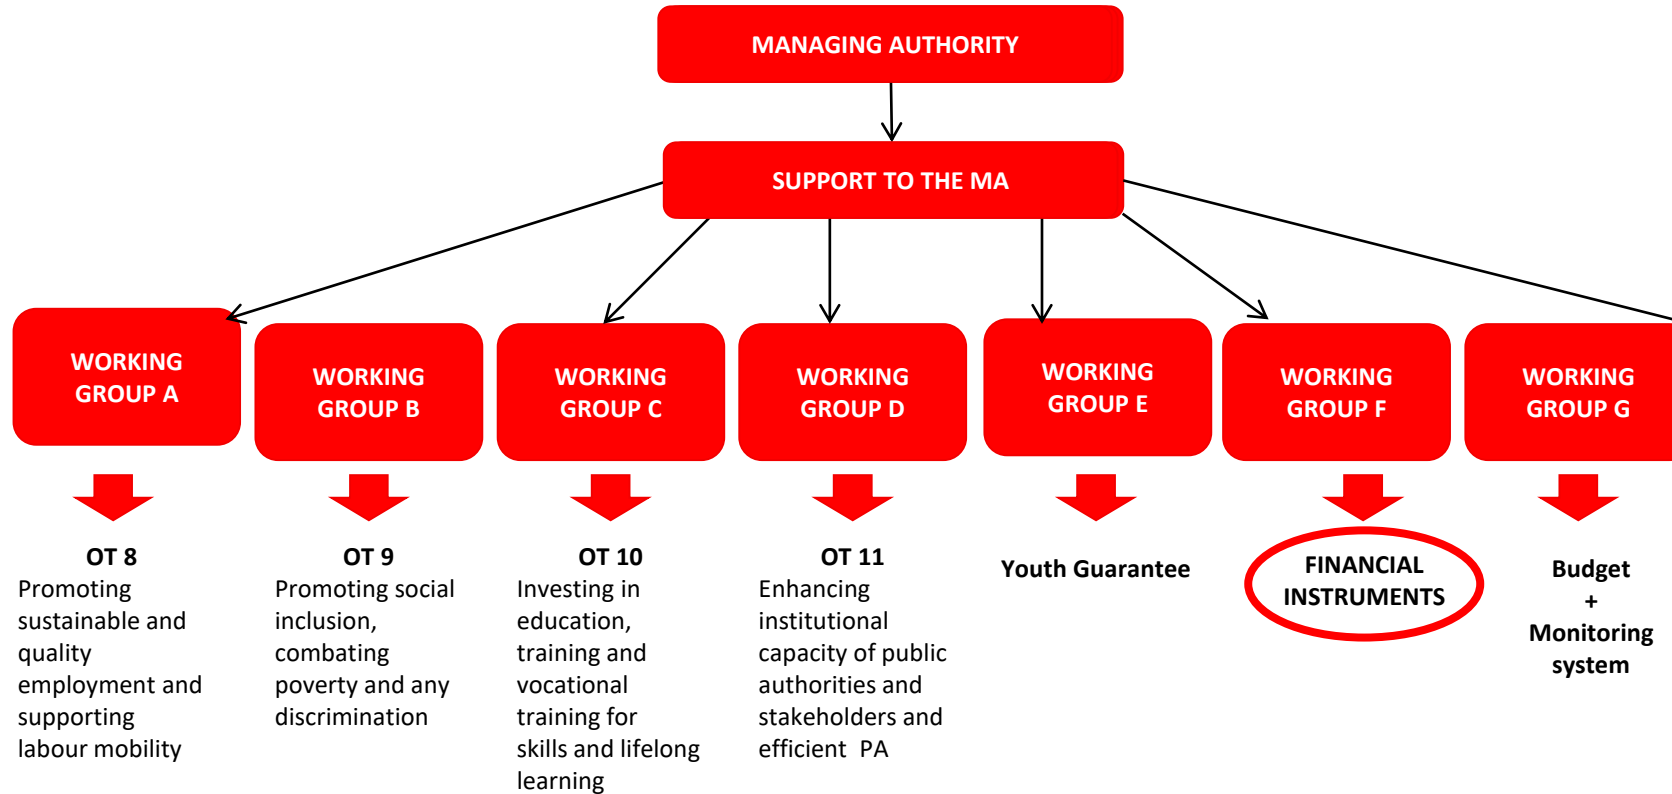 MANAGING AUTHORITY
SUPPORT TO THE MA
WORKING
GROUP A
WORKING
GROUP B
WORKING
GROUP C
WORKING
GROUP D
WORKING
GROUP E
WORKING
GROUP F
WORKING
GROUP G
OT 8
Promoting
sustainable and
quality
employment and
supporting
labour mobility
OT 9
Promoting social
inclusion,
combating
poverty and any
discrimination
OT 10
Investing in
education,
training and
vocational
training for
skills and lifelong
learning
OT 11
Enhancing
institutional
capacity of public
authorities and
stakeholders and
efficient PA
Youth Guarantee
FINANCIAL
INSTRUMENTS
Budget
+
Monitoring
system